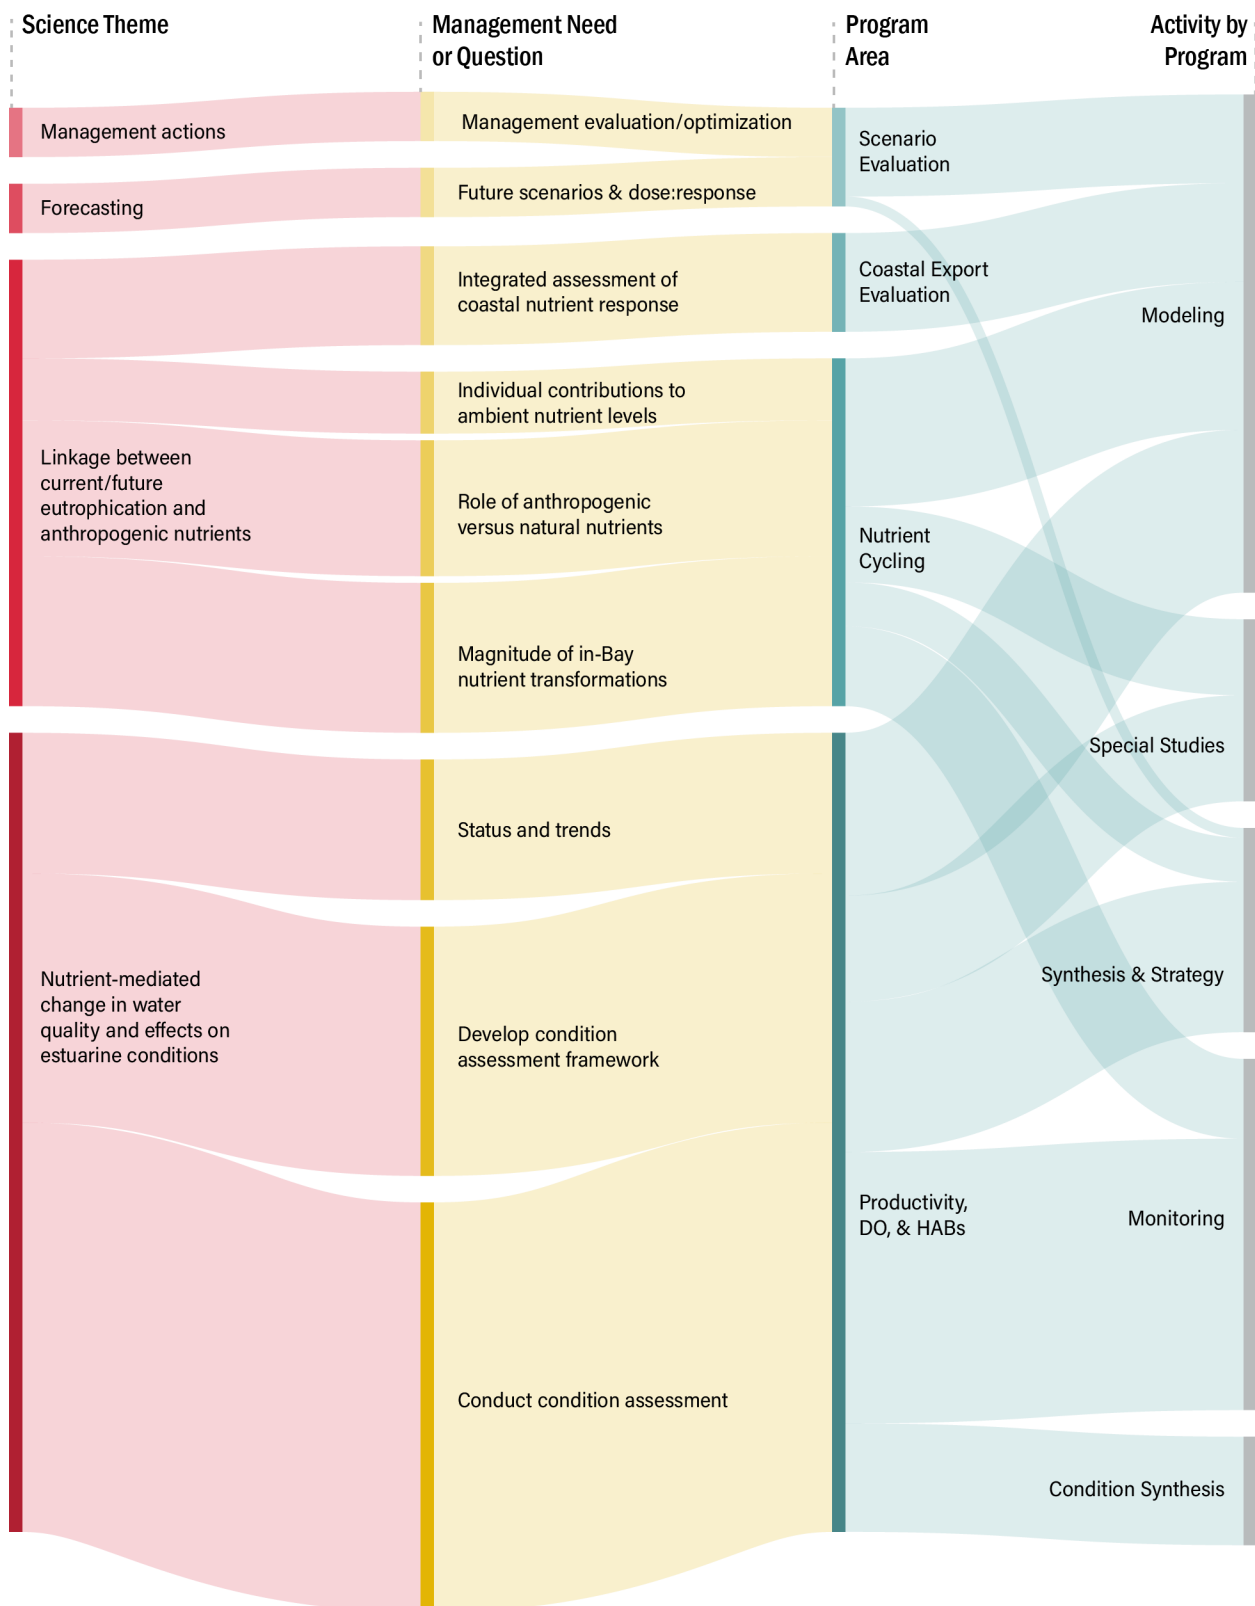 Science Theme
Management Need
or Question
Program
Area
Activity by
Program
Management actions
Forecasting
Linkage between
current/future
eutrophication and
anthropogenic nutrients
Nutrient-mediated
change in water
quality and effects on
estuarine conditions
Management evaluation/optimization
Future scenarios & dose:response
Integrated assessment of
coastal nutrient response
Individual contributions to
ambient nutrient levels
Role of anthropogenic
versus natural nutrients
Magnitude of in-Bay
nutrient transformations
Status and trends
Develop condition
assessment framework
Conduct condition assessment
Scenario
Evaluation
Coastal Export
Evaluation
Nutrient
Cycling
Productivity,
DO, & HABs
Modeling
Special Studies
Synthesis & Strategy
Monitoring
Condition Synthesis